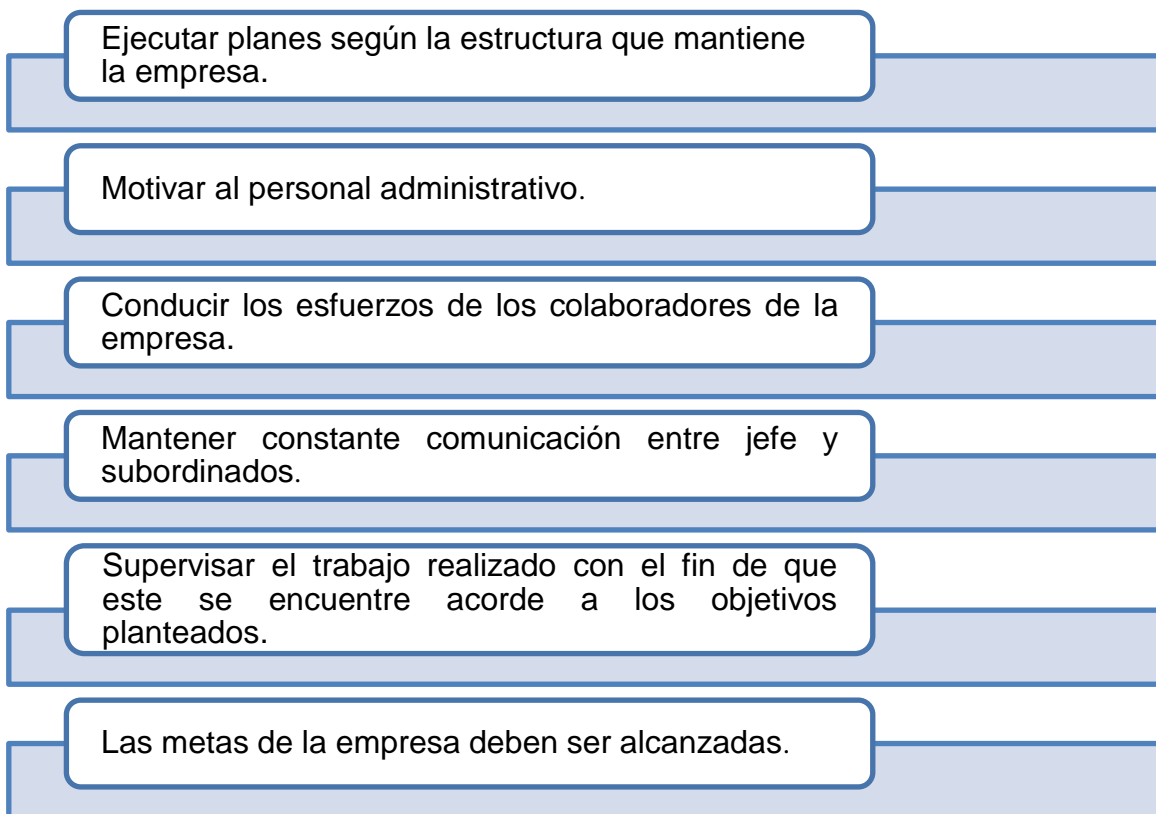 Ejecutar planes según la estructura que mantiene
la empresa.
Motivar al personal administrativo.
Conducir los esfuerzos de los colaboradores de la
empresa.
Mantener constante comunicación entre jefe y
subordinados.
Supervisar el trabajo realizado con el fin de que
este se encuentre acorde a los objetivos
planteados.
Las metas de la empresa deben ser alcanzadas.